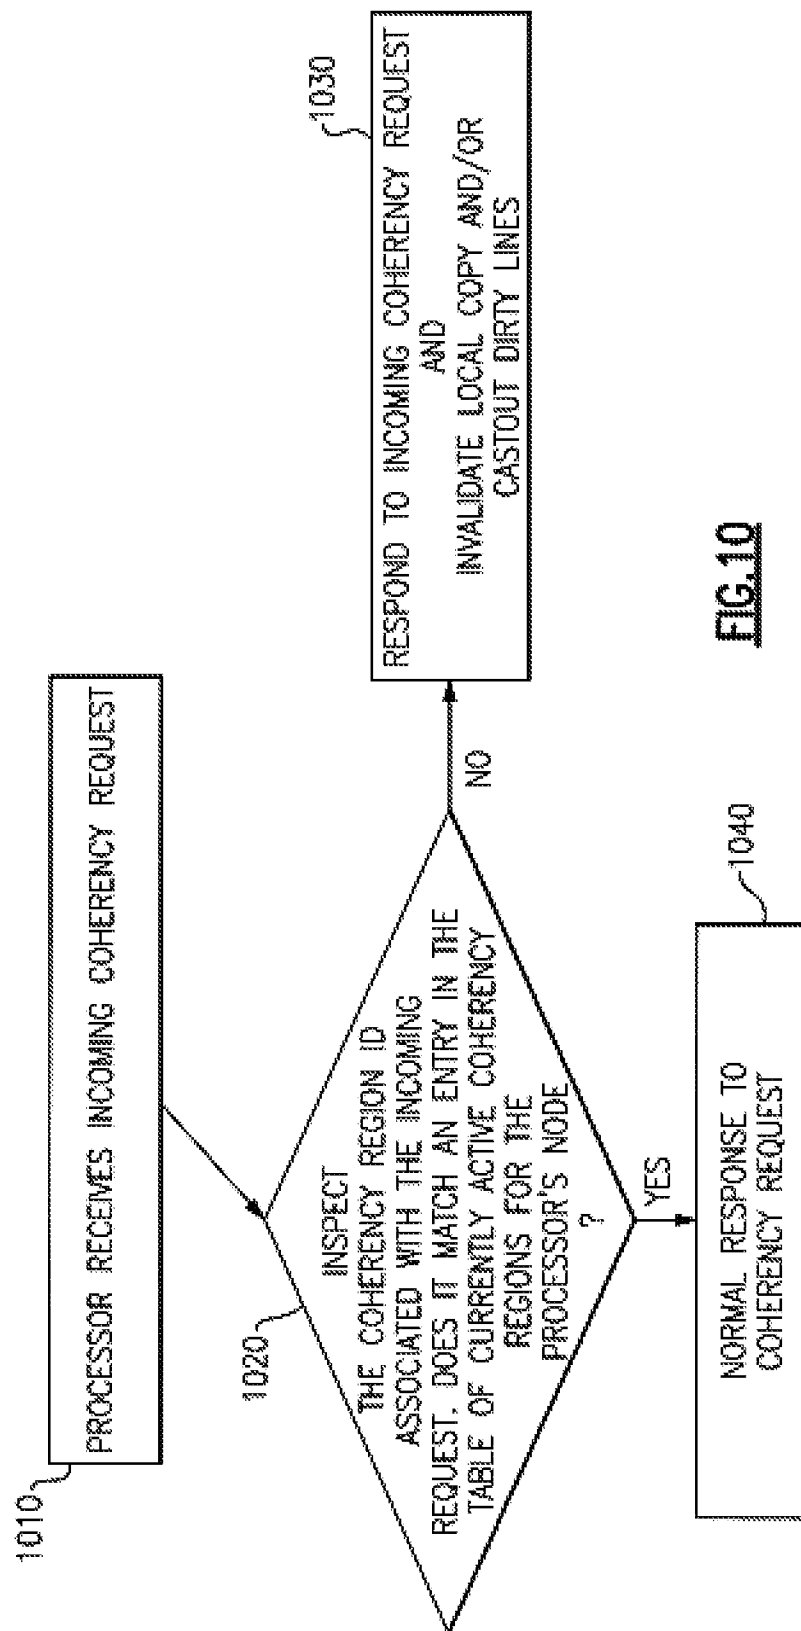 1010
PROCESSOR RECEIVES INCOMING COHERENCY REQUEST
1020
INSPECT
THE COHERENCY REGION ID
ASSOCIATED WITH THE INCOMING
REQUEST. DOES IT MATCH AN ENTRY IN THE
TABLE OF CURRENTLY ACTIVE COHERENCY
REGIONS FOR THE
PROCESSOR'S NODE
?
NO
1030
RESPOND TO INCOMING COHERENCY REQUEST
AND
INVALIDATE LOCAL COPY AND/OR
CASTOUT DIRTY LINES
YES
1040
NORMAL RESPONSE TO
COHERENCY REQUEST
FIG.10